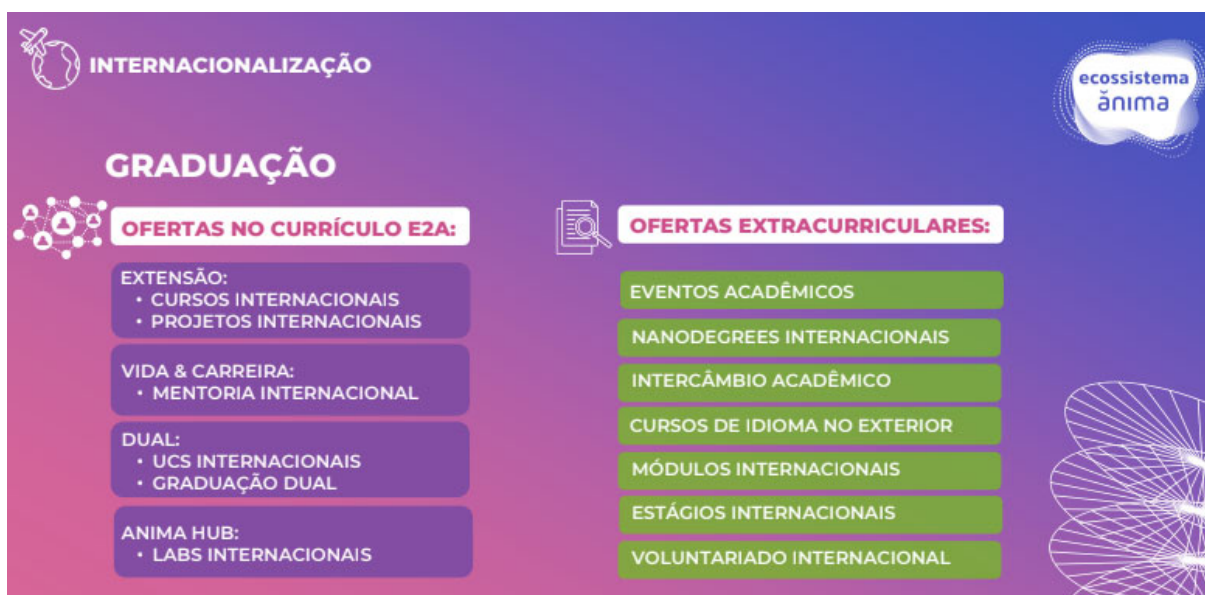 INTERNACIONALIZAÇÃO
ecossistema
ănıma
GRADUAÇÃO
OFERTAS NO CURRÍCULO E2A:
EXTENSÃO:
• CURSOS INTERNACIONAIS
• PROJETOS INTERNACIONAIS
VIDA & CARREIRA:
• MENTORIA INTERNACIONAL
DUAL:
• UCS INTERNACIONAIS
• GRADUAÇÃO DUAL
ANIMA HUB:
• LABS INTERNACIONAIS
OFERTAS EXTRACURRICULARES:
EVENTOS ACADÊMICOS
NANODEGREES INTERNACIONAIS
INTERCÂMBIO ACADÊMICO
CURSOS DE IDIOMA NO EXTERIOR
MÓDULOS INTERNACIONAIS
ESTÁGIOS INTERNACIONAIS
VOLUNTARIADO INTERNACIONAL